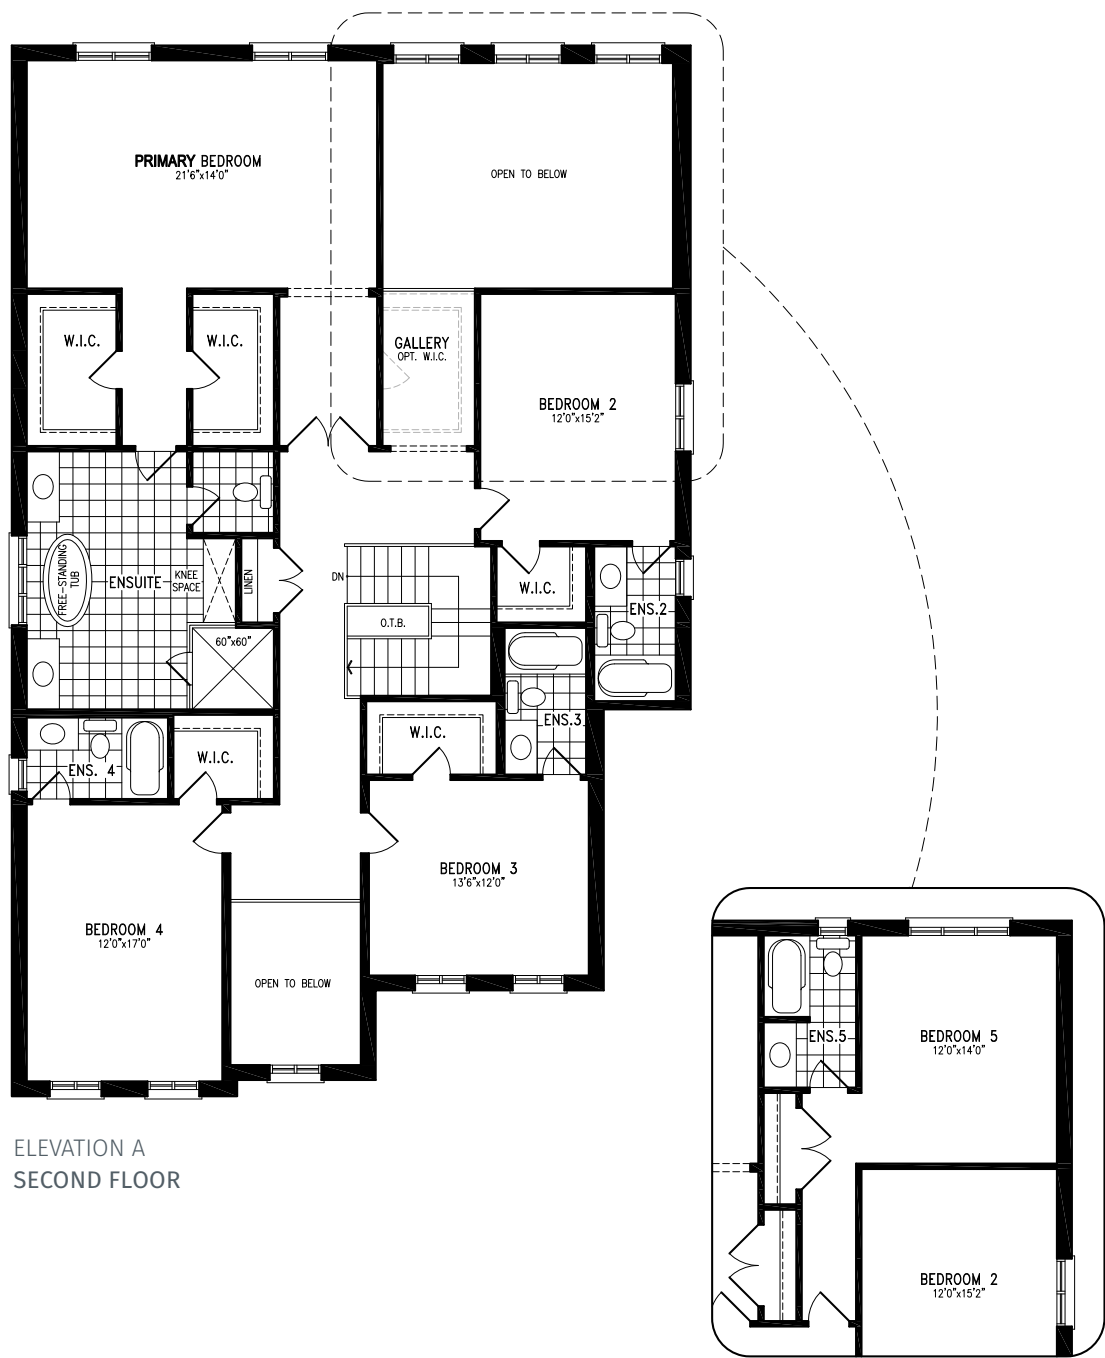 PRIMARY BEDROOM
21'6"x14'0"
OPEN TO BELOW
W.I.C.
W.I.C.
GALLERY
OPT. W.I.C.
BEDROOM 2
12'0"x15'2"
FREE-STANDING
TUB
ENSUITE
KNEE
SPACE
LINEN
DN
O.T.B.
W.I.C.
ENS.2
60"x60"
ENS.3
W.I.C.
W.I.C.
ENS. 4
BEDROOM 3
13'6"x12'0"
BEDROOM 4
12'0"x17'0"
OPEN TO BELOW
ENS.5
BEDROOM 5
12'0"x14'0"
BEDROOM 2
12'0"x15'2"
ELEVATION A
SECOND FLOOR